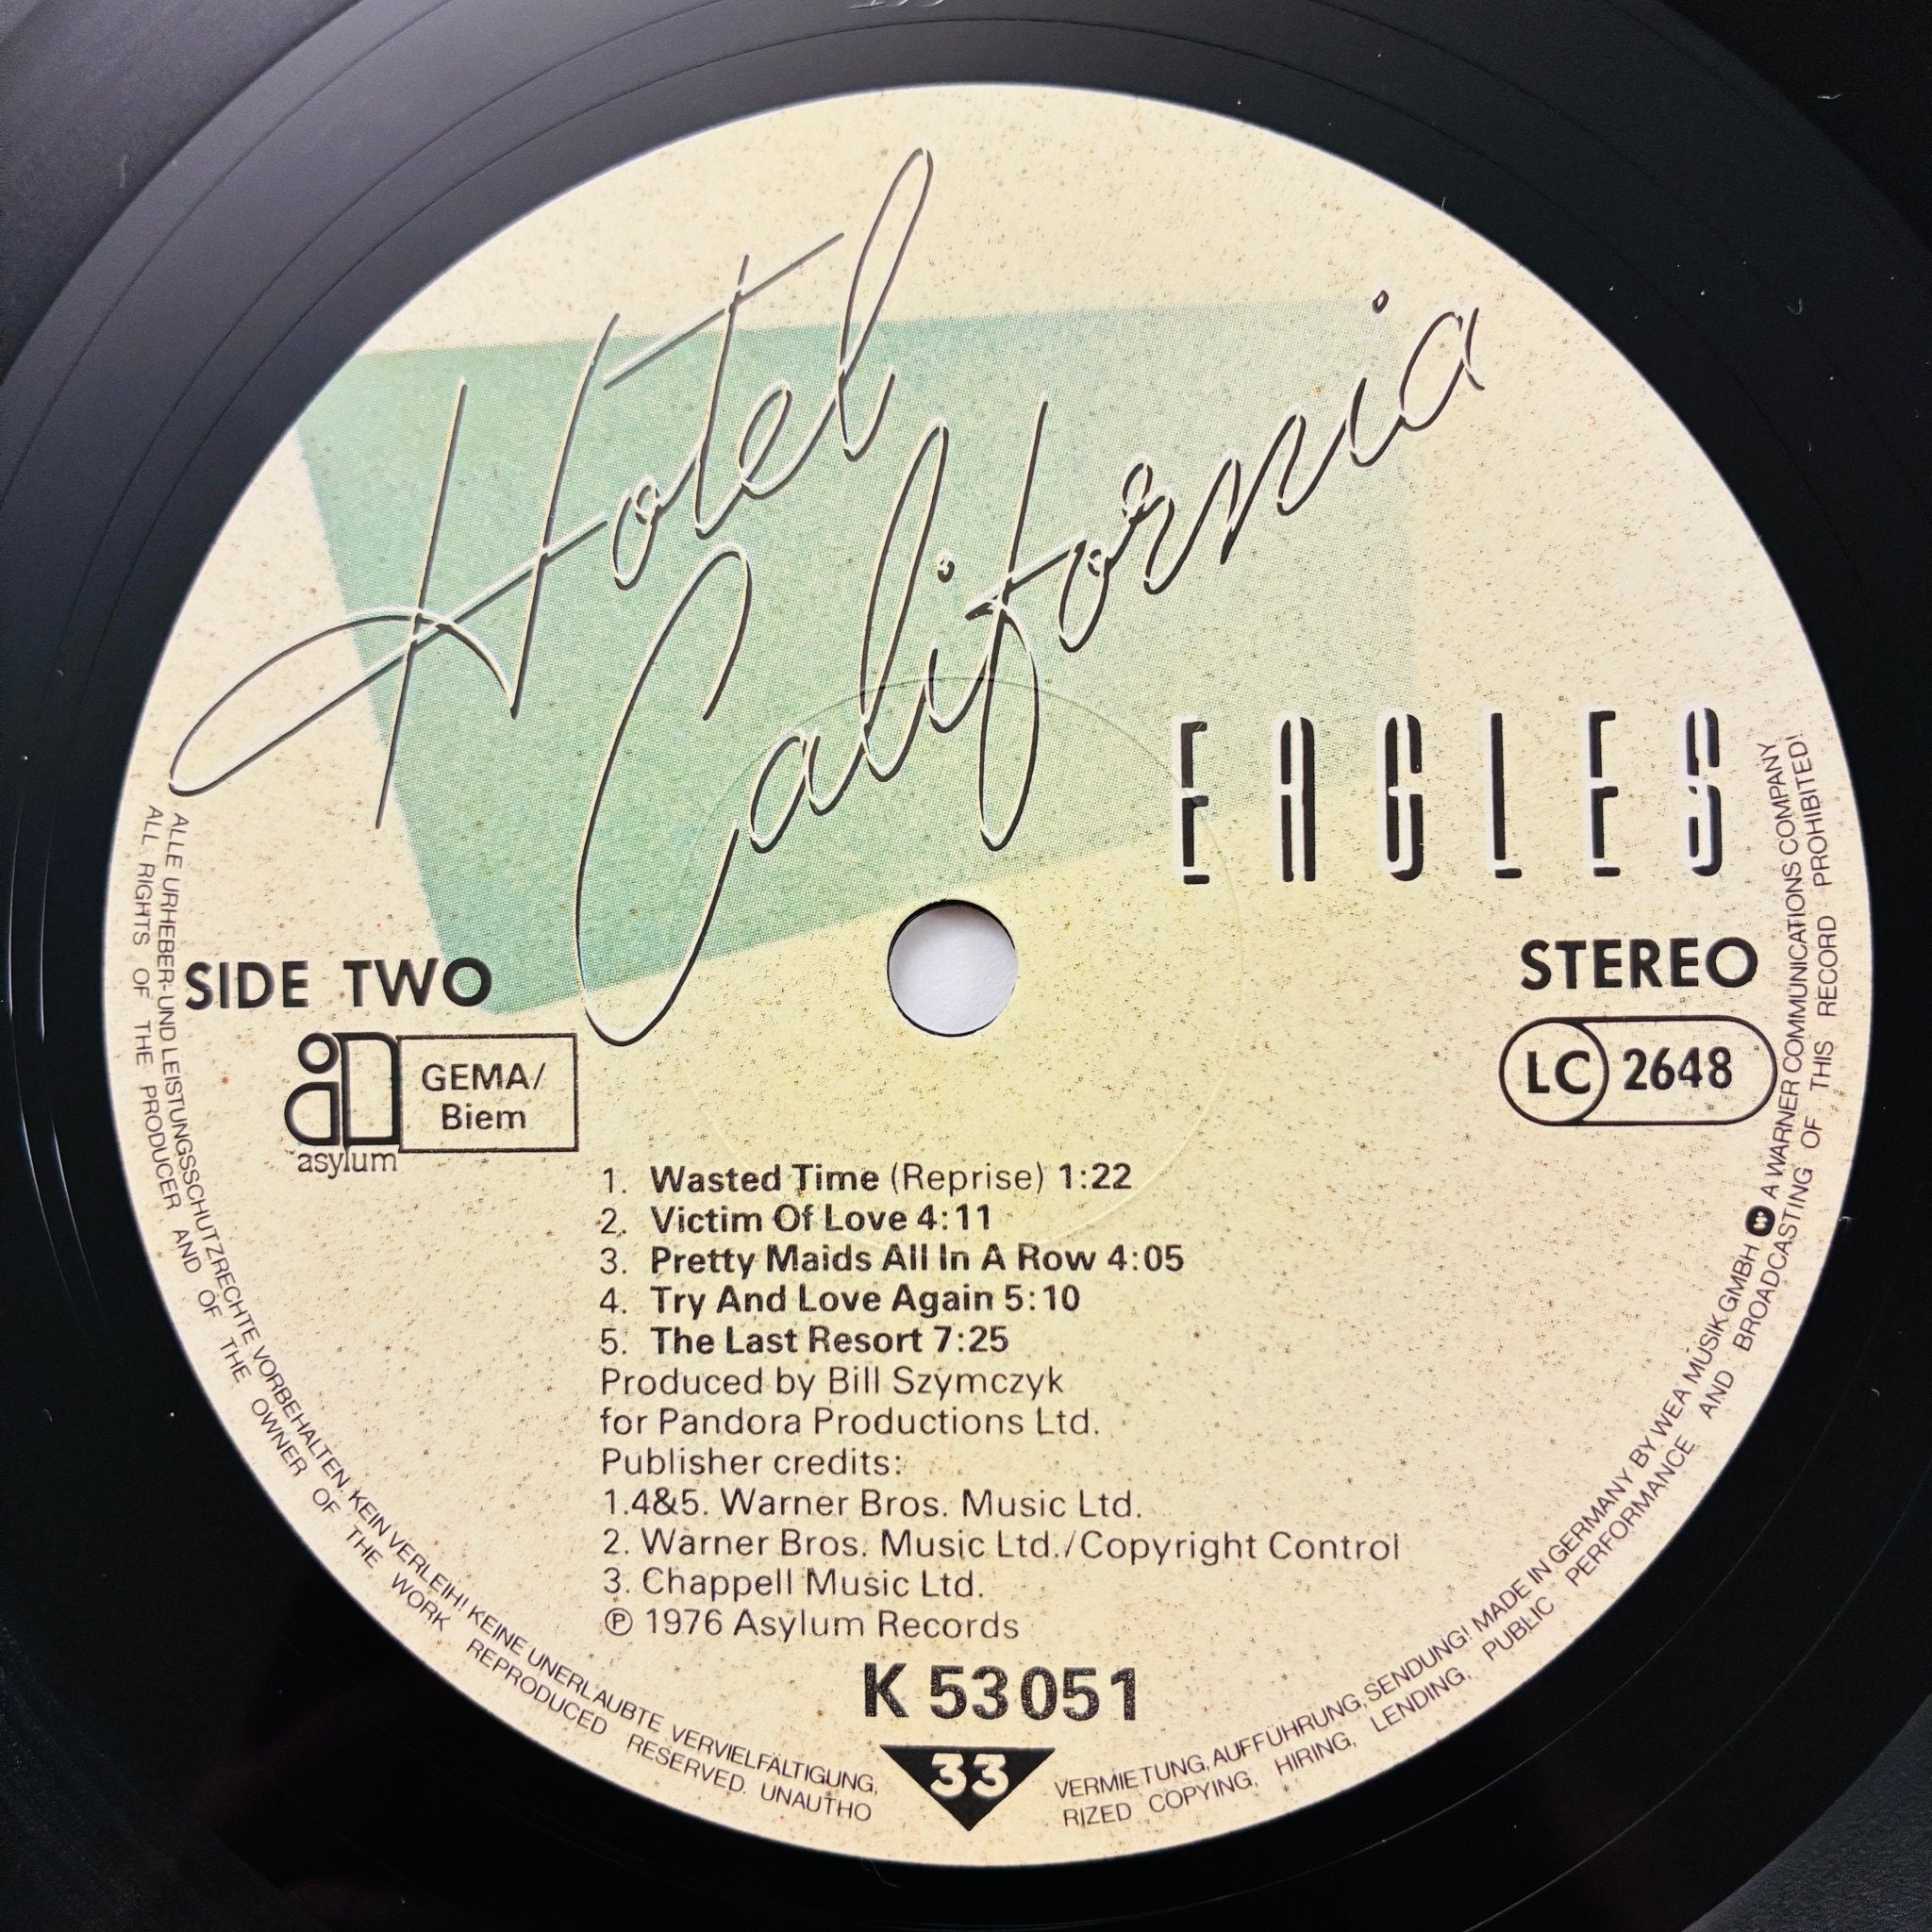 Hotel
California
EAGLES
SIDE TWO
STEREO
GEMA/
Biem
asylum
LC 2648
1. Wasted Time (Reprise) 1:22
2. Victim Of Love 4:11
3. Pretty Maids All In A Row 4:05
4. Try And Love Again 5:10
5. The Last Resort 7:25
Produced by Bill Szymczyk
for Pandora Productions Ltd.
Publisher credits:
1.4&5. Warner Bros. Music Ltd.
2. Warner Bros. Music Ltd./Copyright Control
3. Chappell Music Ltd.
℗ 1976 Asylum Records
K 53 051
33
ALLE URHEBER- UND LEISTUNGSSCHUTZRECHTE VORBEHALTEN. KEIN VERLEIH! KEINE UNERLAUBTE VERVIELFÄLTIGUNG, VERMIETUNG, AUFFÜHRUNG, SENDUNG! MADE IN GERMANY BY WEA MUSIK GMBH A WARNER COMMUNICATIONS COMPANY
ALL RIGHTS OF THE PRODUCER AND OF THE OWNER OF THE WORK REPRODUCED RESERVED. UNAUTHORIZED COPYING, HIRING, LENDING, PUBLIC PERFORMANCE AND BROADCASTING OF THIS RECORD PROHIBITED!